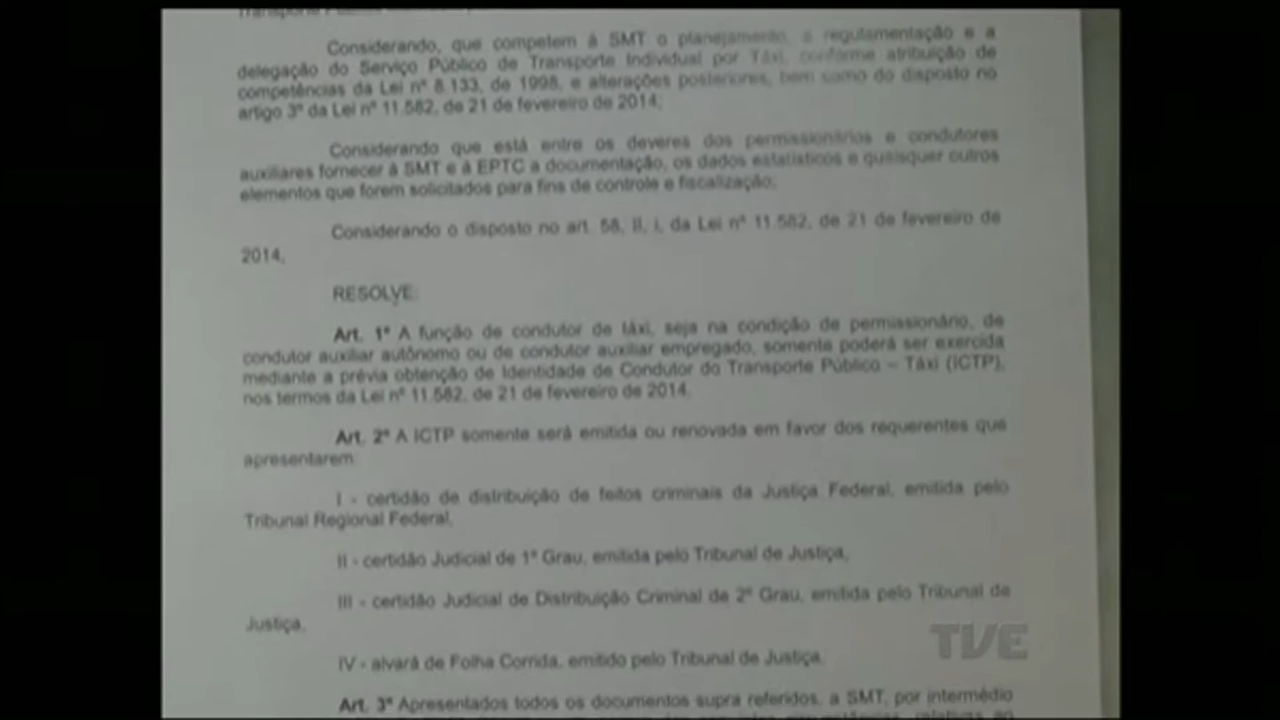 Considerando, que competem à SMT o planejamento, a regulamentação e a
delegação do Serviço Público de Transporte Individual por Táxi, conforme atribuição de
competências da Lei nº 8.133, de 1998, e alterações posteriores, bem como do disposto no
artigo 3º da Lei nº 11.582, de 21 de fevereiro de 2014;
Considerando que está entre os deveres dos permissionários e condutores
auxiliares fornecer à SMT e à EPTC a documentação, os dados estatísticos e quaisquer outros
elementos que forem solicitados para fins de controle e fiscalização;
Considerando o disposto no art. 58, II, i, da Lei nº 11.582, de 21 de fevereiro de
2014,
RESOLVE:
Art. 1º A função de condutor de táxi, seja na condição de permissionário, de
condutor auxiliar autônomo ou de condutor auxiliar empregado, somente poderá ser exercida
mediante a prévia obtenção de Identidade de Condutor do Transporte Público – Táxi (ICTP),
nos termos da Lei nº 11.582, de 21 de fevereiro de 2014.
Art. 2º A ICTP somente será emitida ou renovada em favor dos requerentes que
apresentarem:
I - certidão de distribuição de feitos criminais da Justiça Federal, emitida pelo
Tribunal Regional Federal,
II - certidão Judicial de 1º Grau, emitida pelo Tribunal de Justiça,
III - certidão Judicial de Distribuição Criminal de 2º Grau, emitida pelo Tribunal de
Justiça,
IV - alvará de Folha Corrida, emitido pelo Tribunal de Justiça.
Art. 3º Apresentados todos os documentos supra referidos, a SMT, por intermédio
TVE